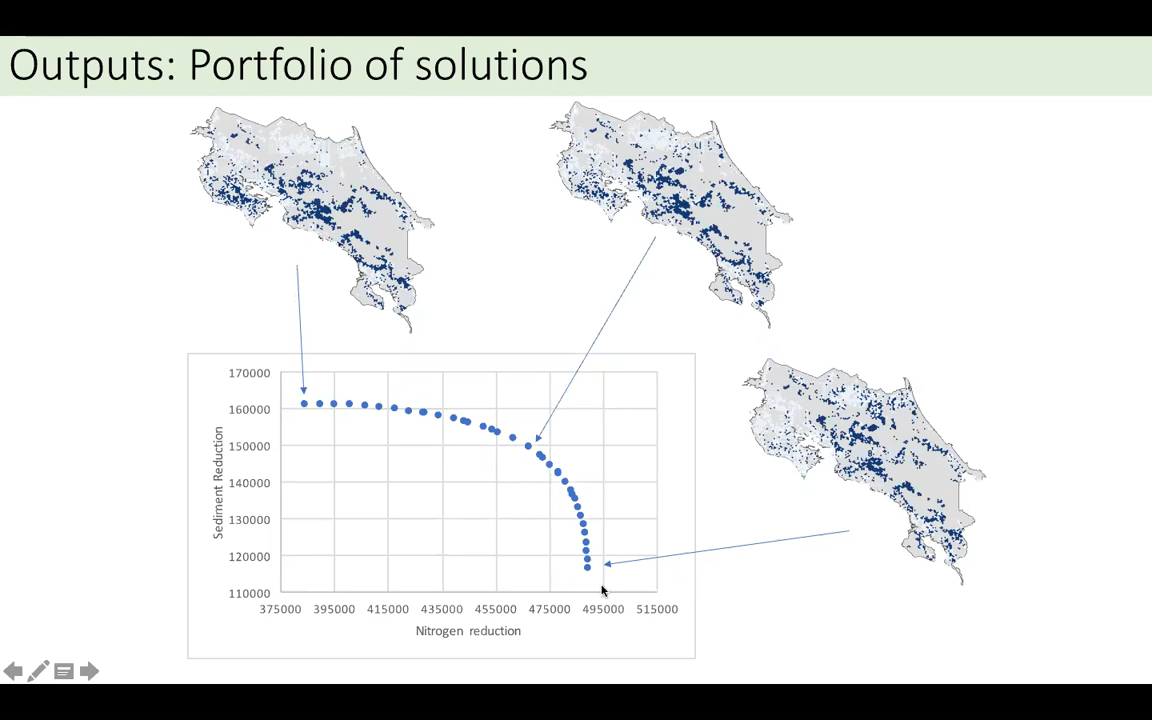 Outputs: Portfolio of solutions
170000
160000
150000
140000
130000
120000
110000
Sediment Reduction
375000 395000 415000 435000 455000 475000 495000 515000
Nitrogen reduction